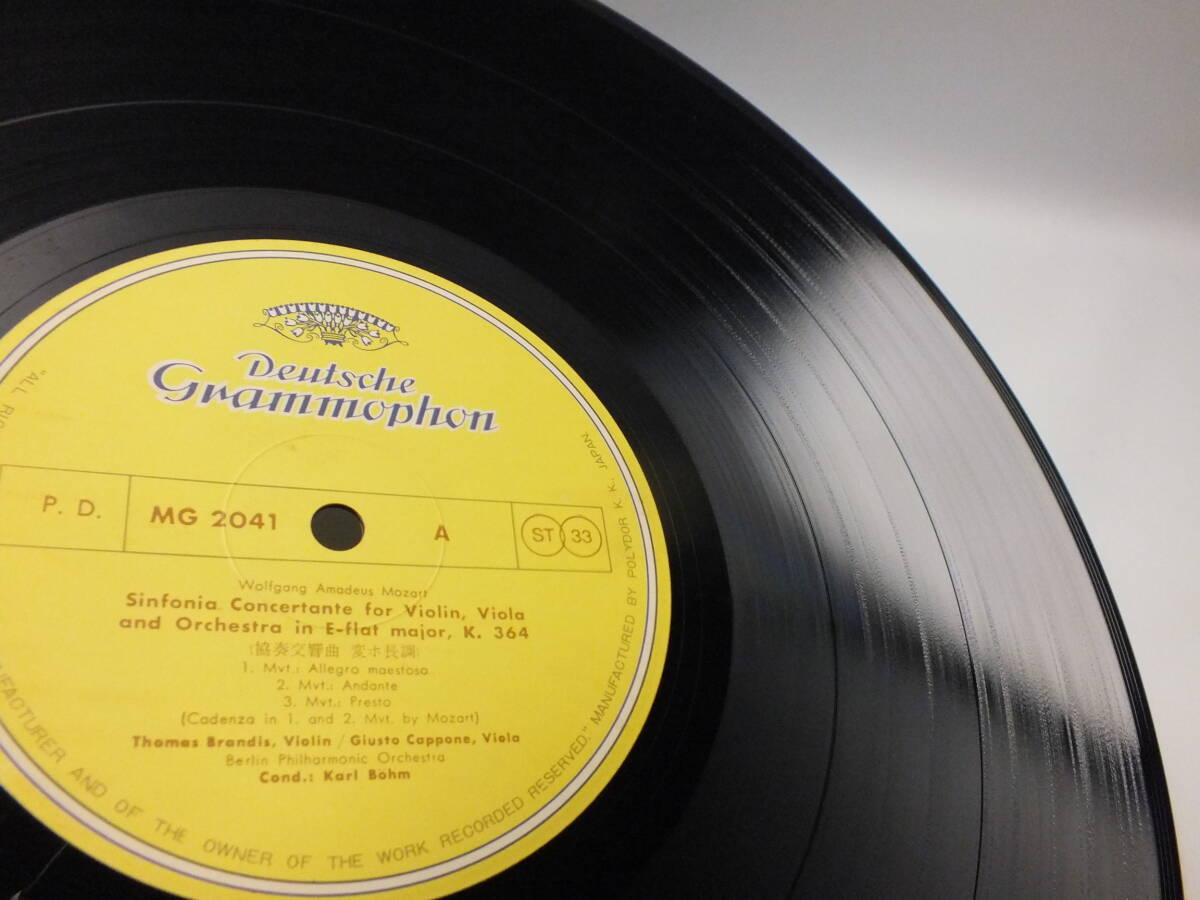 Deutsche
Grammophon
P. D.
MG 2041
A
ST 33
Wolfgang Amadeus Mozart
Sinfonia Concertante for Violin, Viola
and Orchestra in E-flat major, K. 364
(協奏交響曲 変ホ長調)
1. Mvt.: Allegro maestoso
2. Mvt.: Andante
3. Mvt.: Presto
(Cadenza in 1. and 2. Mvt. by Mozart)
Thomas Brandis, Violin / Giusto Cappone, Viola
Berlin Philharmonic Orchestra
Cond.: Karl Böhm
"ALL
AND OF THE OWNER OF THE WORK RECORDED RESERVED." MANUFACTURED BY POLYDOR K. K. JAPAN.